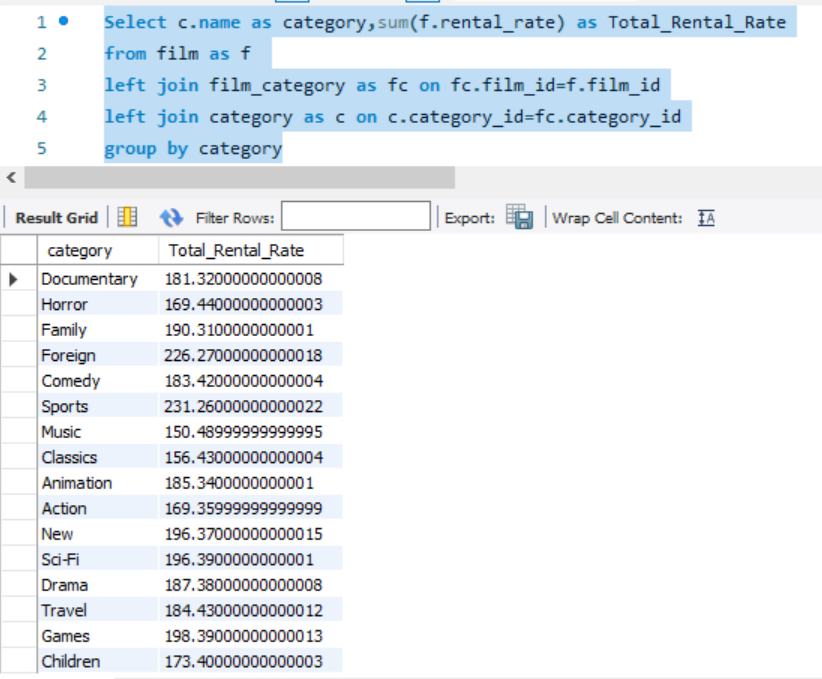 1 Select c.name as category,sum(f.rental_rate) as Total_Rental_Rate
2 from film as f
3 left join film_category as fc on fc.film_id=f.film_id
4 left join category as c on c.category_id=fc.category_id
5 group by category
Result Grid Filter Rows: Export: Wrap Cell Content: IA
category Total_Rental_Rate
Documentary 181.32000000000008
Horror 169.44000000000003
Family 190.3100000000001
Foreign 226.27000000000018
Comedy 183.42000000000004
Sports 231.26000000000022
Music 150.48999999999995
Classics 156.43000000000004
Animation 185.3400000000001
Action 169.35999999999999
New 196.37000000000015
Sci-Fi 196.3900000000001
Drama 187.38000000000008
Travel 184.43000000000012
Games 198.39000000000013
Children 173.40000000000003